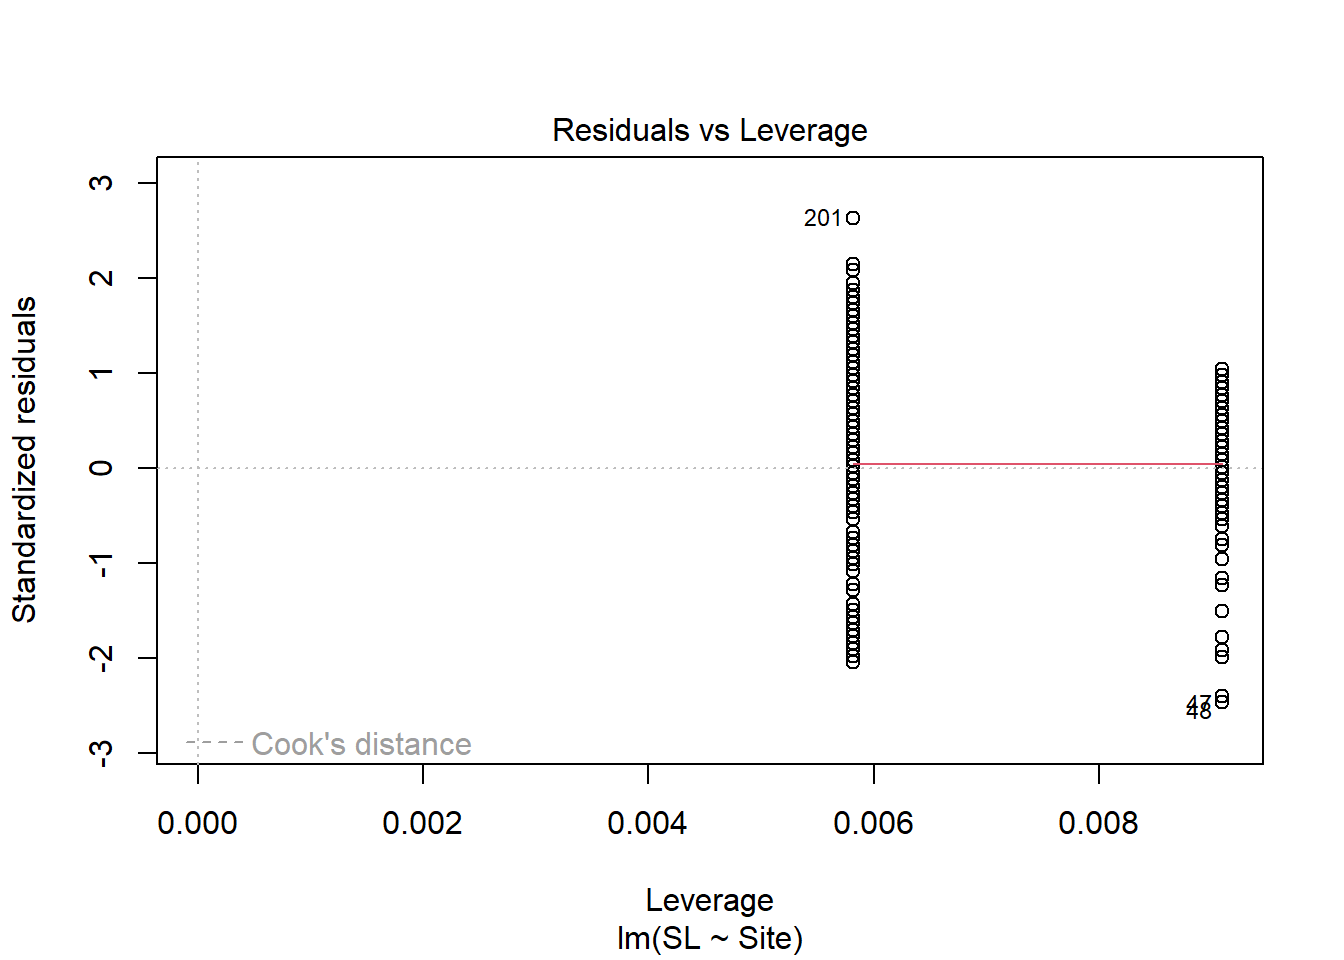 Residuals vs Leverage
3
2
1
0
-1
-2
-3
Standardized residuals
201
47
48
Cook's distance
0.000 0.002 0.004 0.006 0.008
Leverage
lm(SL ~ Site)